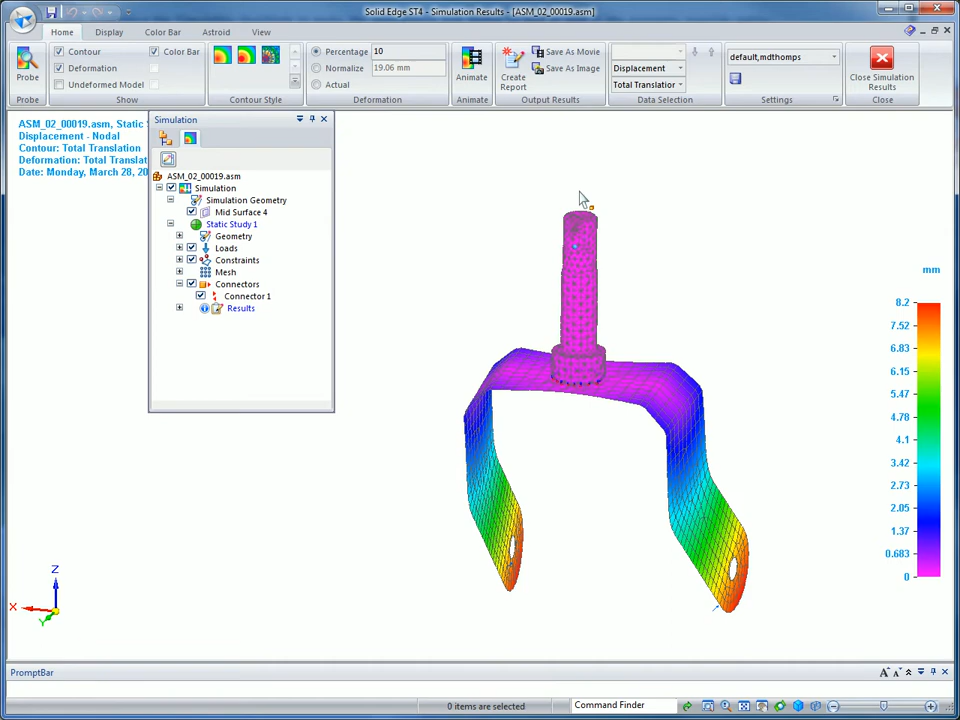 Solid Edge ST4 - Simulation Results - [ASM_02_00019.asm]
Home Display Color Bar Astroid View
Contour Color Bar
Deformation
Undeformed Model
Probe
Probe Show
Contour Style
Percentage 10
Normalize 19.06 mm
Actual
Deformation
Animate
Animate
Create Report
Save As Movie
Save As Image
Output Results
Displacement
Total Translation
Data Selection
default,mdthomps
Settings
Close Simulation Results
Close
ASM_02_00019.asm, Static S
Displacement - Nodal
Contour: Total Translation
Deformation: Total Translat
Date: Monday, March 28, 20
Simulation
ASM_02_00019.asm
Simulation
Simulation Geometry
Mid Surface 4
Static Study 1
Geometry
Loads
Constraints
Mesh
Connectors
Connector 1
Results
mm
8.2
7.52
6.83
6.15
5.47
4.78
4.1
3.42
2.73
2.05
1.37
0.683
0
Z
X
Y
PromptBar
0 items are selected
Command Finder